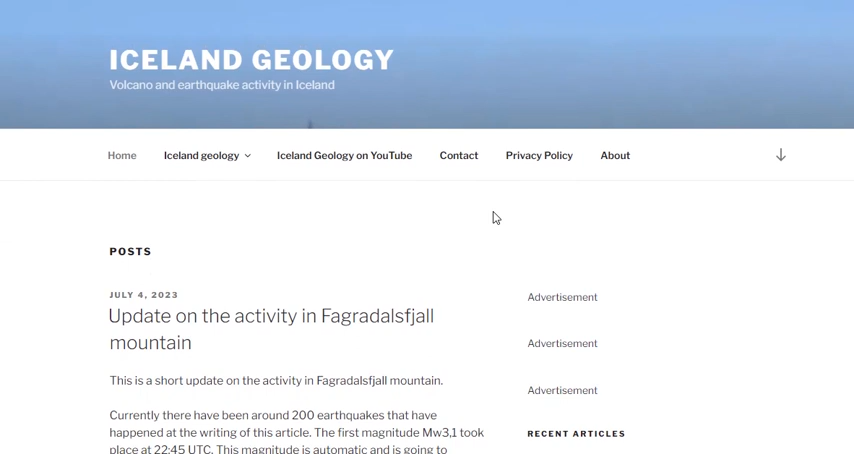 ICELAND GEOLOGY
Volcano and earthquake activity in Iceland
Home Iceland geology Iceland Geology on YouTube Contact Privacy Policy About
POSTS
JULY 4, 2023
Update on the activity in Fagradalsfjall
mountain
This is a short update on the activity in Fagradalsfjall mountain.
Currently there have been around 200 earthquakes that have
happened at the writing of this article. The first magnitude Mw3,1 took
place at 22:45 UTC. This magnitude is automatic and is going to
Advertisement
Advertisement
Advertisement
RECENT ARTICLES